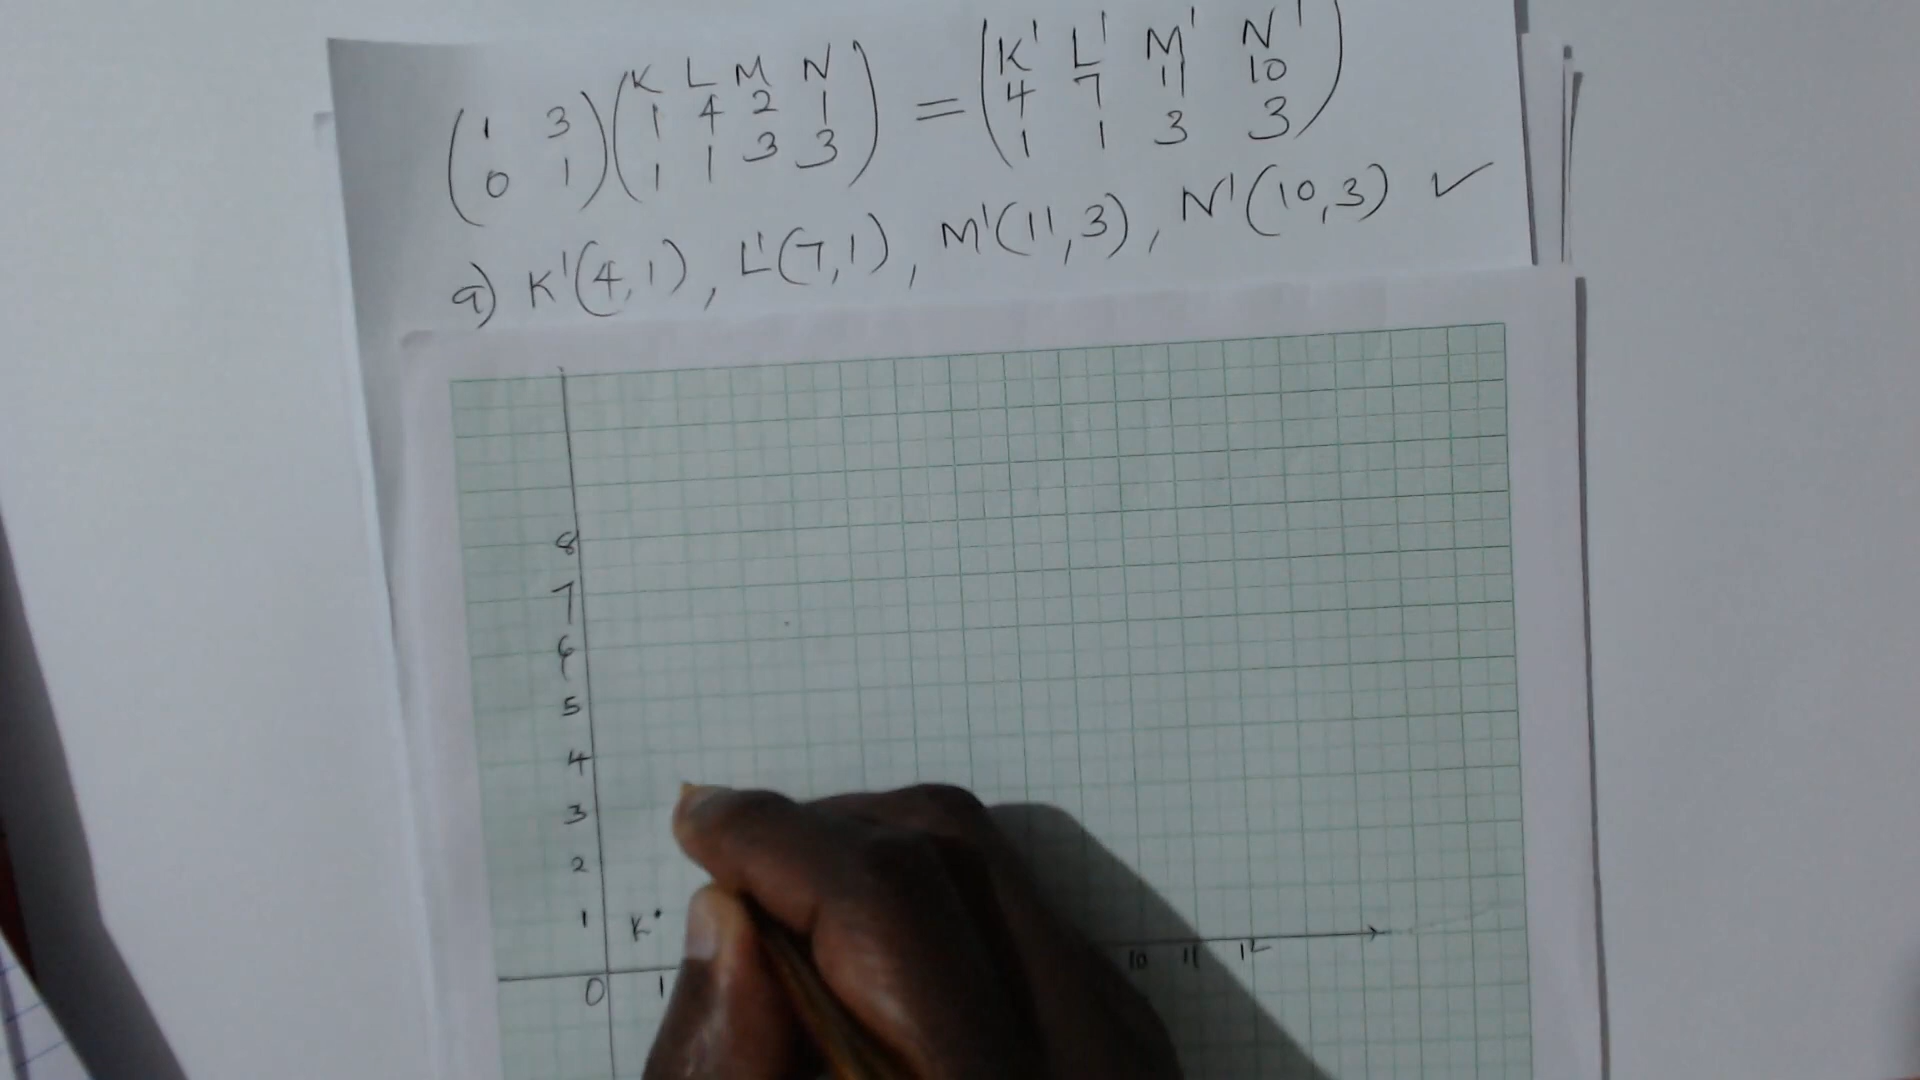 K L M N K' L' M' N'
( 1 3 ) ( 1 4 2 1 ) = ( 4 7 11 10 )
0 1 1 1 3 3 1 1 3 3
a) K'(4,1), L'(7,1), M'(11,3), N'(10,3) ✓
8
7
6
5
4
3
2
1 K
0 1 10 11 12